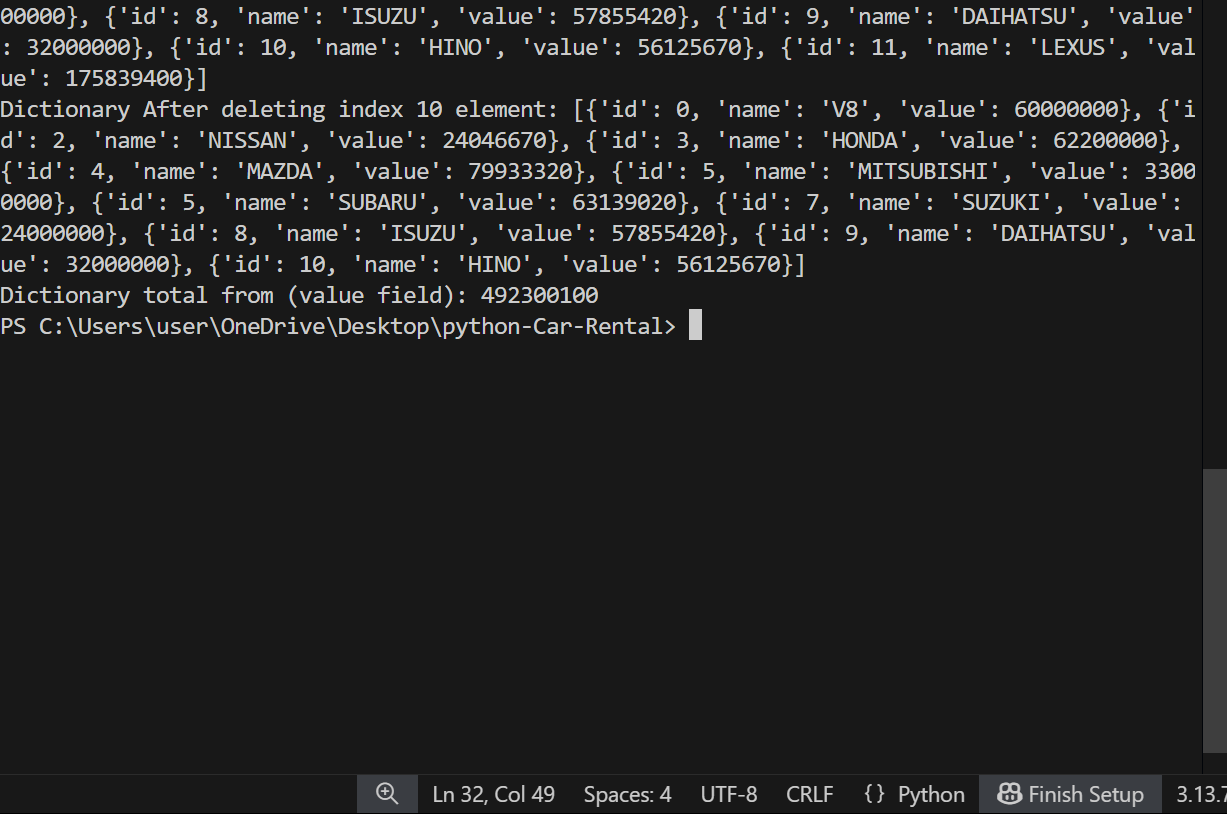 00000}, {'id': 8, 'name': 'ISUZU', 'value': 57855420}, {'id': 9, 'name': 'DAIHATSU', 'value'
: 32000000}, {'id': 10, 'name': 'HINO', 'value': 56125670}, {'id': 11, 'name': 'LEXUS', 'val
ue': 175839400}]
Dictionary After deleting index 10 element: [{'id': 0, 'name': 'V8', 'value': 60000000}, {'i
d': 2, 'name': 'NISSAN', 'value': 24046670}, {'id': 3, 'name': 'HONDA', 'value': 62200000},
{'id': 4, 'name': 'MAZDA', 'value': 79933320}, {'id': 5, 'name': 'MITSUBISHI', 'value': 3300
0000}, {'id': 5, 'name': 'SUBARU', 'value': 63139020}, {'id': 7, 'name': 'SUZUKI', 'value':
24000000}, {'id': 8, 'name': 'ISUZU', 'value': 57855420}, {'id': 9, 'name': 'DAIHATSU', 'val
ue': 32000000}, {'id': 10, 'name': 'HINO', 'value': 56125670}]
Dictionary total from (value field): 492300100
PS C:\Users\user\OneDrive\Desktop\python-Car-Rental>
Ln 32, Col 49 Spaces: 4 UTF-8 CRLF {} Python Finish Setup 3.13.7